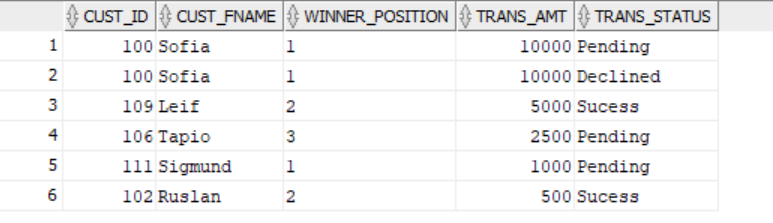 CUST_ID CUST_FNAME WINNER_POSITION TRANS_AMT TRANS_STATUS
1 100 Sofia 1 10000 Pending
2 100 Sofia 1 10000 Declined
3 109 Leif 2 5000 Sucess
4 106 Tapio 3 2500 Pending
5 111 Sigmund 1 1000 Pending
6 102 Ruslan 2 500 Sucess